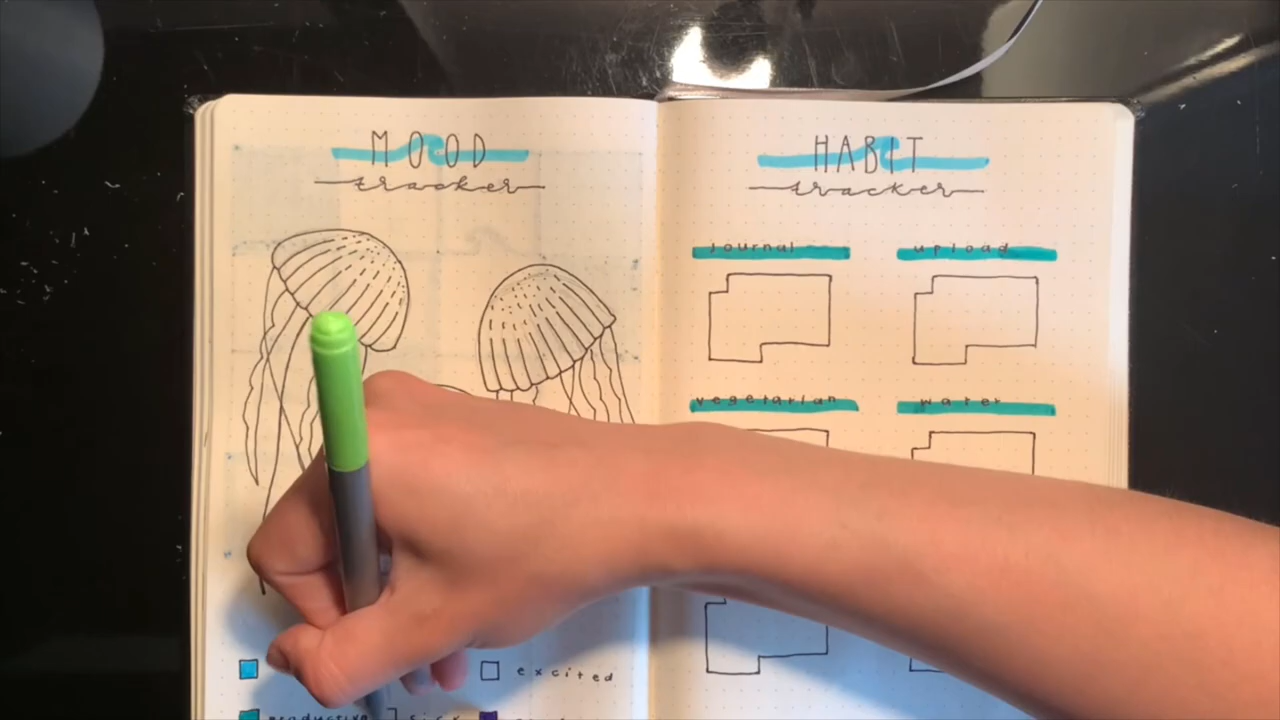 MOOD
tracker
excited
productive
sick
HABIT
tracker
journal
upload
vegetarian
water